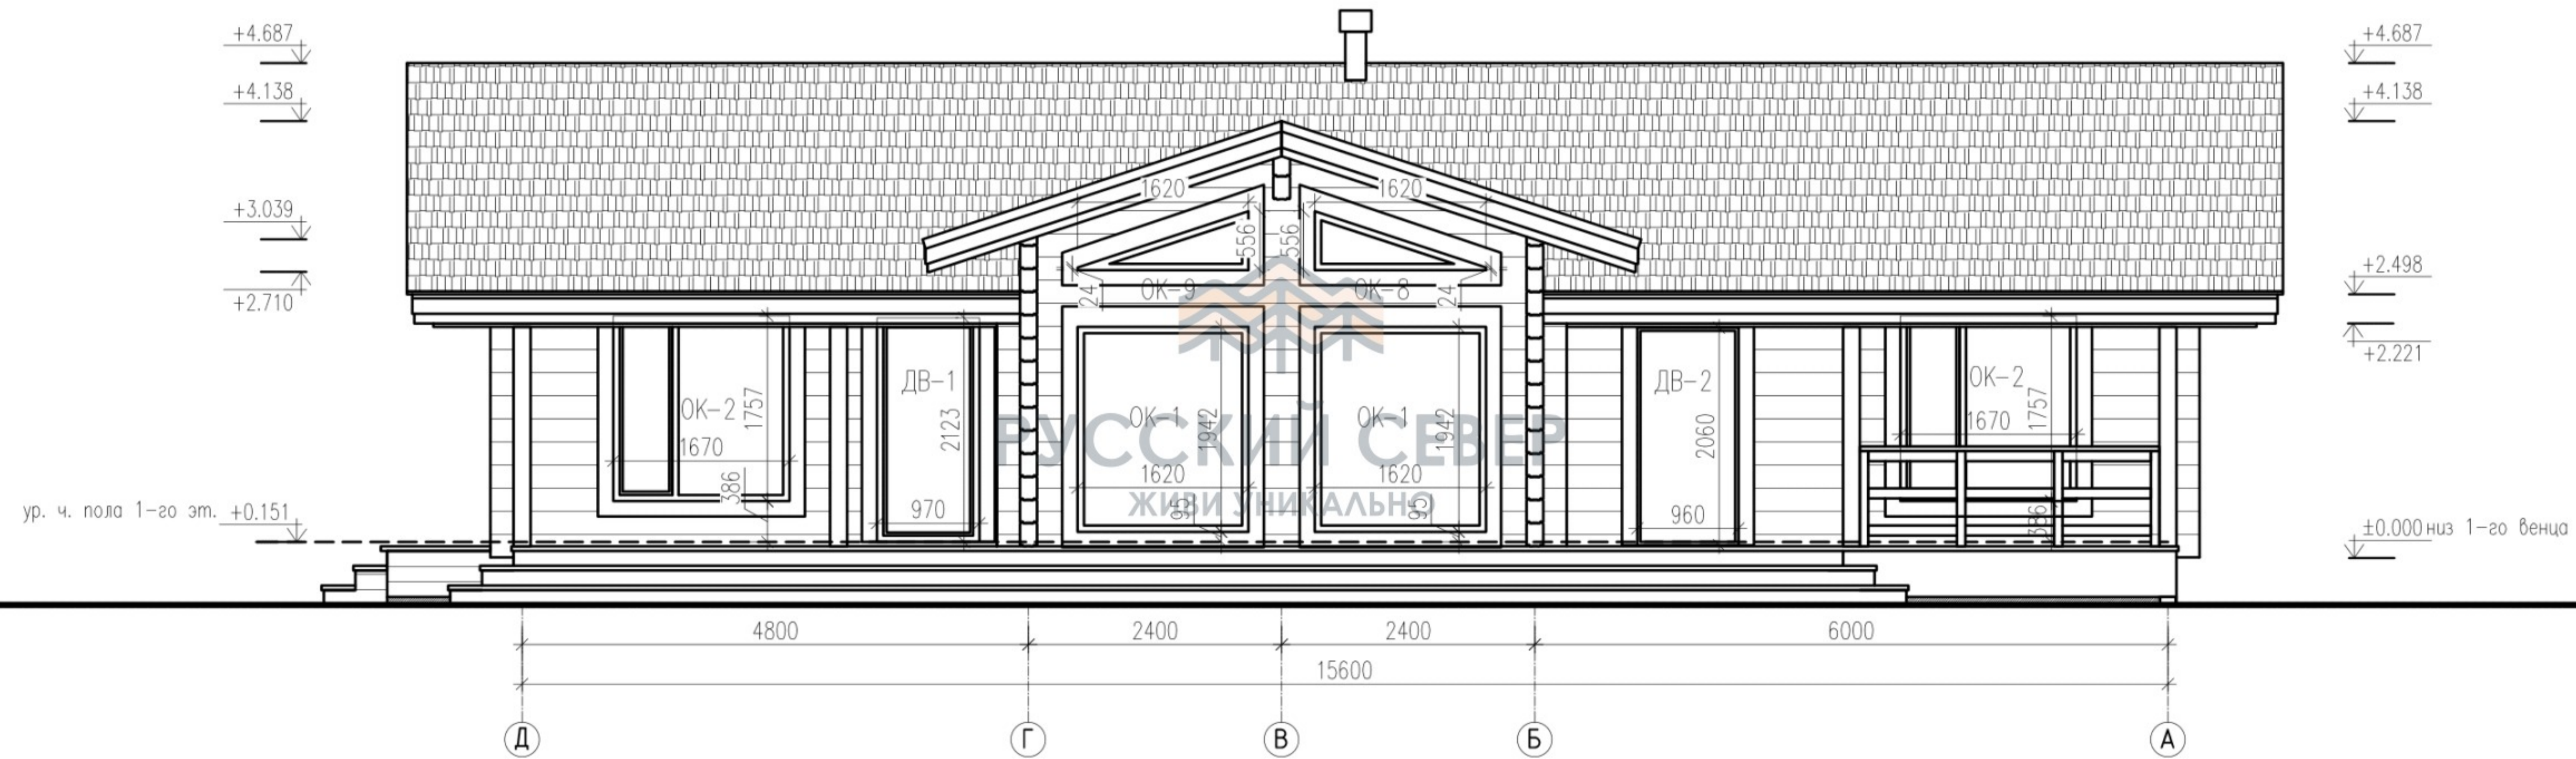 +4.687
+4.138
+3.039
+2.710
ур. ч. пола 1-го эт. +0.151
+4.687
+4.138
+2.498
+2.221
±0.000 низ 1-го венца
1620
1620
556
556
24
ОК-9
ОК-8
24
ОК-2
1757
1670
386
ДВ-1
2123
970
ОК-1
1942
1620
95
ОК-1
1942
1620
95
ДВ-2
2060
960
ОК-2
1757
1670
386
РУССКИЙ СЕВЕР
ЖИВИ УНИКАЛЬНО
4800
2400
2400
6000
15600
Д
Г
В
Б
А